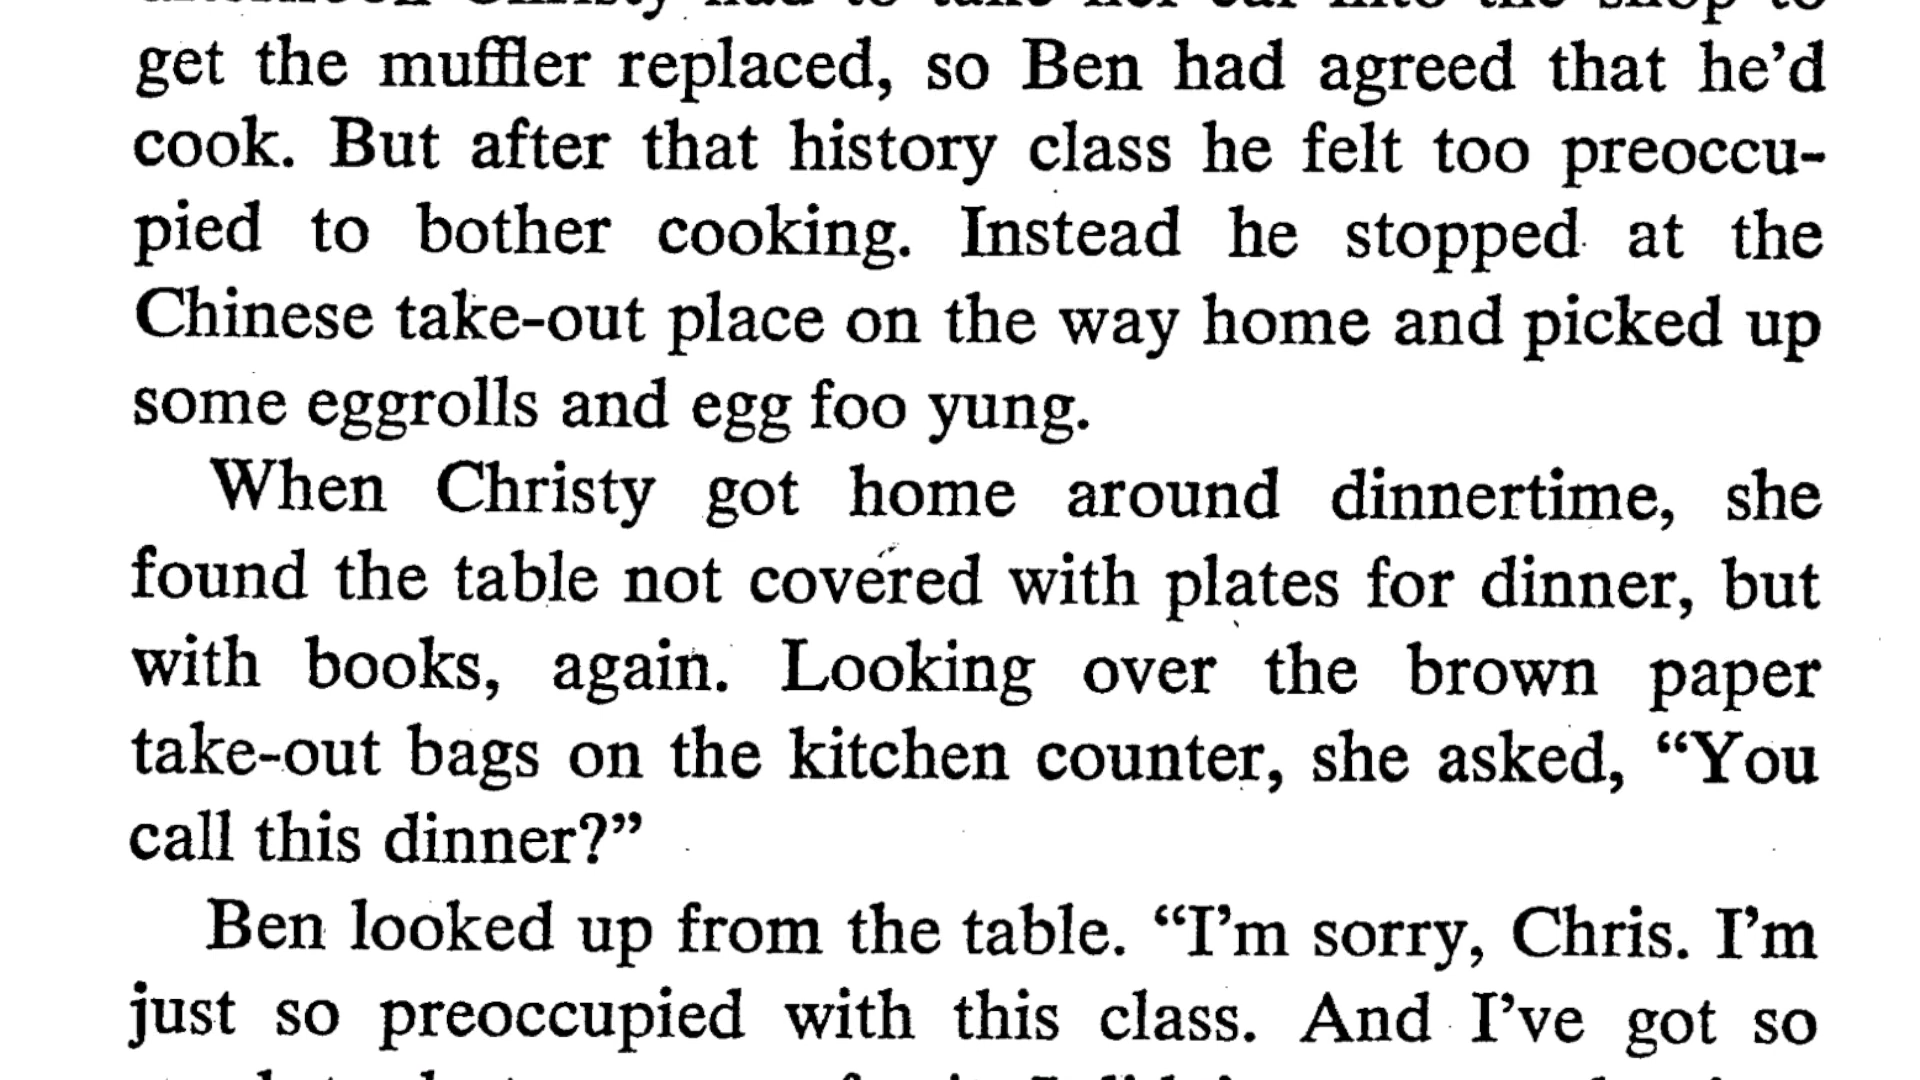 get the muffler replaced, so Ben had agreed that he'd
cook. But after that history class he felt too preoccu-
pied to bother cooking. Instead he stopped at the
Chinese take-out place on the way home and picked up
some eggrolls and egg foo yung.
When Christy got home around dinnertime, she
found the table not covered with plates for dinner, but
with books, again. Looking over the brown paper
take-out bags on the kitchen counter, she asked, “You
call this dinner?”
Ben looked up from the table. “I'm sorry, Chris. I'm
just so preoccupied with this class. And I've got so